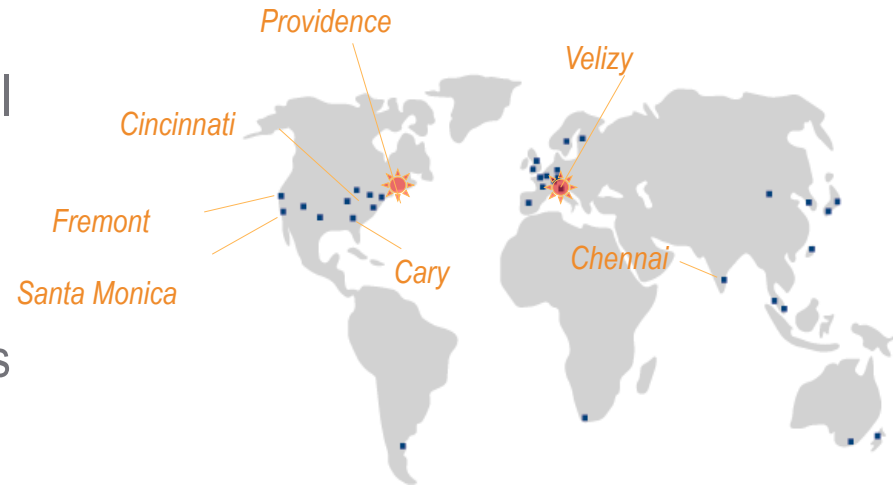 Providence
Velizy
l
Cincinnati
Fremont
Cary
Chennai
Santa Monica
s